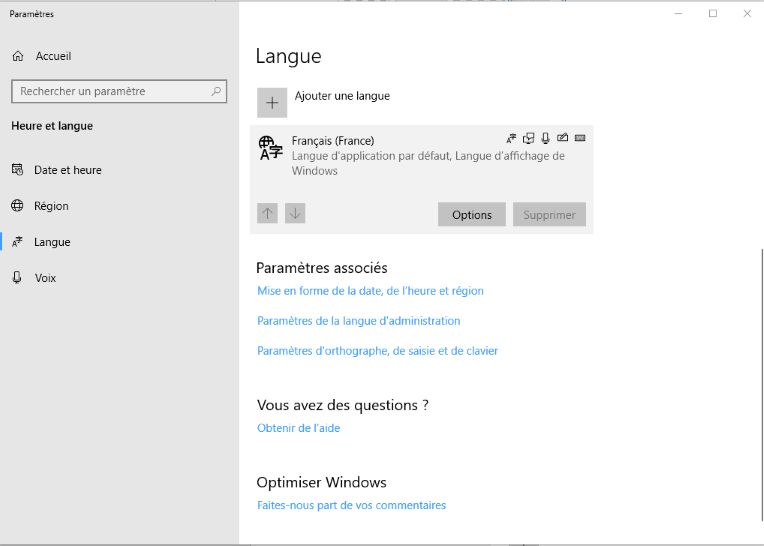 Paramètres
Accueil
Rechercher un paramètre
Heure et langue
Date et heure
Région
Langue
Voix
Langue
Ajouter une langue
Français (France)
Langue d'application par défaut, Langue d'affichage de
Windows
Options
Supprimer
Paramètres associés
Mise en forme de la date, de l'heure et région
Paramètres de la langue d'administration
Paramètres d'orthographe, de saisie et de clavier
Vous avez des questions ?
Obtenir de l'aide
Optimiser Windows
Faites-nous part de vos commentaires